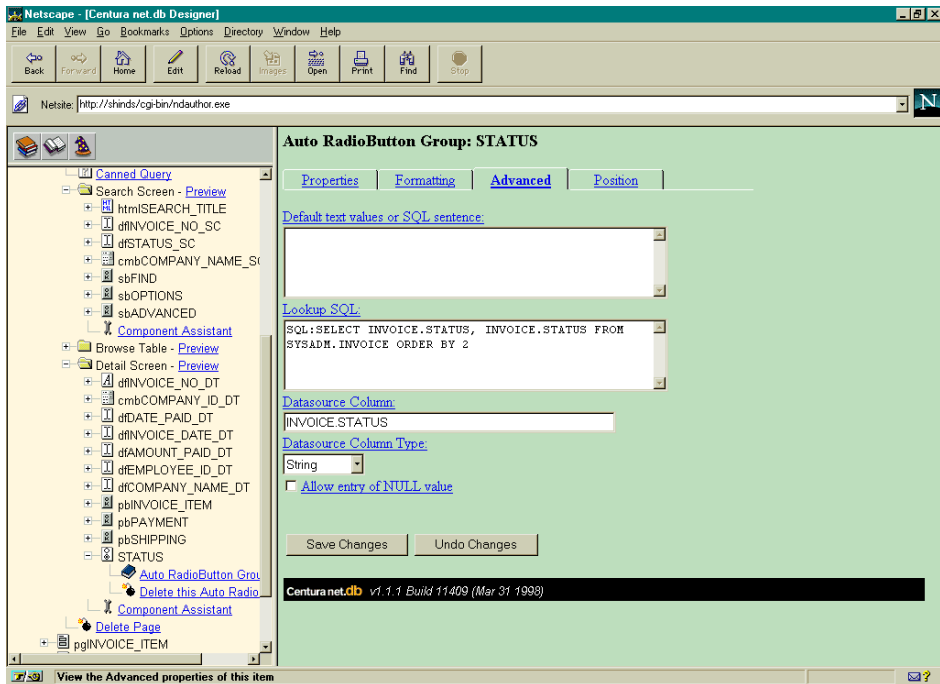 Netscape - [Centura net.db Designer]
File Edit View Go Bookmarks Options Directory Window Help
Back Forward Home Edit Reload Images Open Print Find Stop
Netsite: http://shinds/cgi-bin/ndauthor.exe
N
Canned Query
Search Screen - Preview
htmlSEARCH_TITLE
dfINVOICE_NO_SC
dfSTATUS_SC
cmbCOMPANY_NAME_S
sbFIND
sbOPTIONS
sbADVANCED
Component Assistant
Browse Table - Preview
Detail Screen - Preview
dfINVOICE_NO_DT
cmbCOMPANY_ID_DT
dfDATE_PAID_DT
dfINVOICE_DATE_DT
dfAMOUNT_PAID_DT
dfEMPLOYEE_ID_DT
dfCOMPANY_NAME_DT
pbINVOICE_ITEM
pbPAYMENT
pbSHIPPING
STATUS
Auto RadioButton Grou
Delete this Auto Radio
Component Assistant
Delete Page
pgINVOICE_ITEM
Auto RadioButton Group: STATUS
Properties Formatting Advanced Position
Default text values or SQL sentence:
Lookup SQL:
SQL:SELECT INVOICE.STATUS, INVOICE.STATUS FROM
SYSADM.INVOICE ORDER BY 2
Datasource Column:
INVOICE.STATUS
Datasource Column Type:
String
Allow entry of NULL value
Save Changes Undo Changes
Centura net.db v1.1.1 Build 11409 (Mar 31 1998)
View the Advanced properties of this item